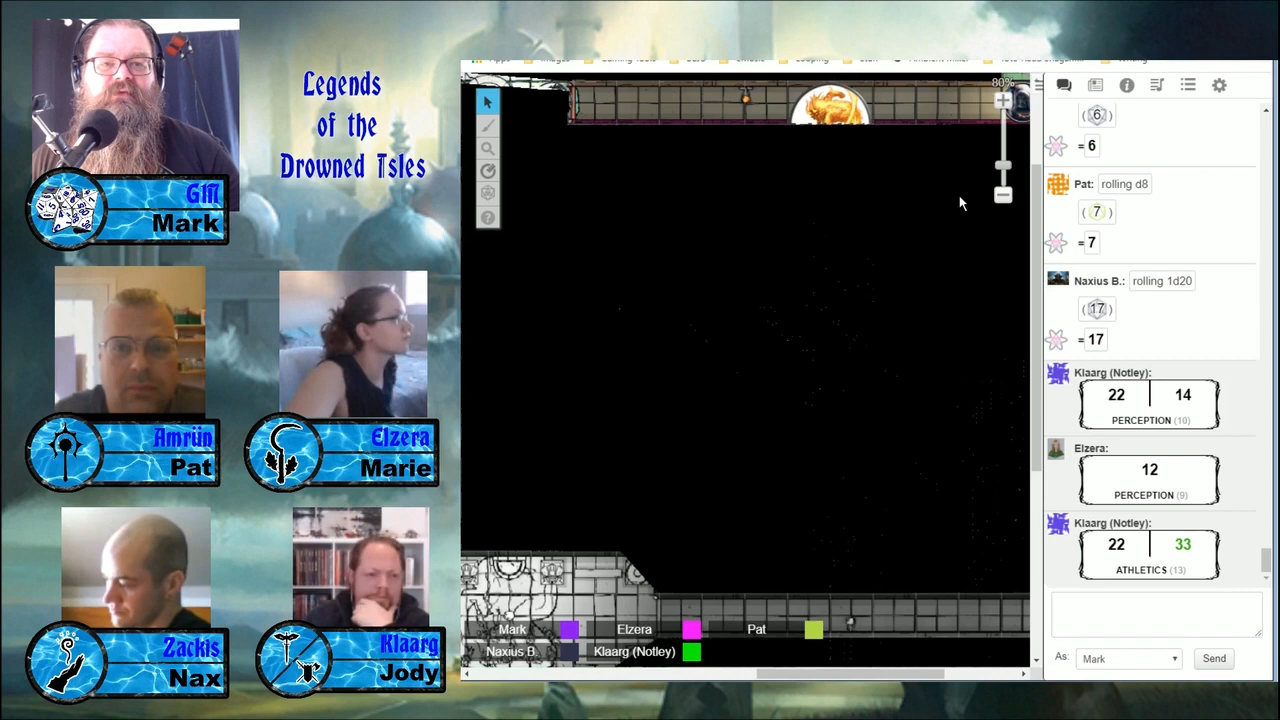 Legends
of the
Drowned Isles
GM
Mark
Amriin
Pat
Elzera
Marie
Zackis
Nax
Klaarg
Jody
80%
Mark
Elzera
Pat
Naxius B.
Klaarg (Notley)
6
= 6
Pat: rolling d8
(7)
= 7
Naxius B.: rolling 1d20
(17)
= 17
Klaarg (Notley):
22 14
PERCEPTION (10)
Elzera:
12
PERCEPTION (9)
Klaarg (Notley):
22 33
ATHLETICS (13)
As: Mark
Send